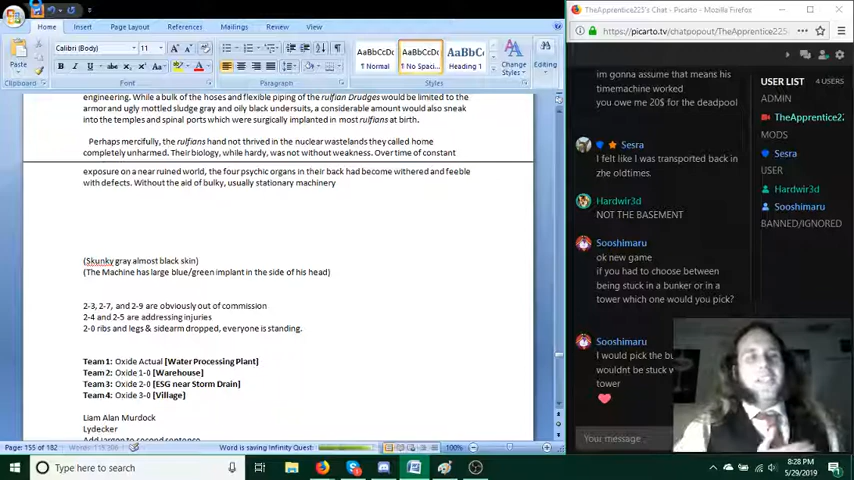 TheApprentice225's Chat - Picarto - Mozilla Firefox
Home
Insert
Page Layout
References
Mailings
Review
View
https://picarto.tv/chatpopout/TheApprentice225
Calibri (Body)
11
Paste
AaBbCcDc
AaBbCcDc
AaBbC
¶ Normal
¶ No Spaci...
Heading 1
Change
Styles
Editing
Clipboard
Font
Paragraph
Styles
engineering. While a bulk of the hoses and flexible piping of the rulfian Drudges would be limited to the
armor and ugly mottled sludge gray and oily black undersuits, a considerable amount would also sneak
into the temples and spinal ports which were surgically implanted in most rulfians at birth.
Perhaps mercifully, the rulfians hand not thrived in the nuclear wastelands they called home
completely unharmed. Their biology, while hardy, was not without weakness. Over time of constant
exposure on a near ruined world, the four psychic organs in their back had become withered and feeble
with defects. Without the aid of bulky, usually stationary machinery
(Skunky gray almost black skin)
(The Machine has large blue/green implant in the side of his head)
2-3, 2-7, and 2-9 are obviously out of commission
2-4 and 2-5 are addressing injuries
2-0 ribs and legs & sidearm dropped, everyone is standing.
Team 1: Oxide Actual [Water Processing Plant]
Team 2: Oxide 1-0 [Warehouse]
Team 3: Oxide 2-0 [ESG near Storm Drain]
Team 4: Oxide 3-0 [Village]
Liam Alan Murdock
Lydecker
Add jargon to second sentence
Page: 155 of 182
Word is saving Infinity Quest:
100%
im gonna assume that means his
timemachine worked
you owe me 20$ for the deadpool
Sesra
I felt like I was transported back in
zhe oldtimes.
Hardwir3d
NOT THE BASEMENT
Sooshimaru
ok new game
if you had to choose between
being stuck in a bunker or in a
tower which one would you pick?
Sooshimaru
I would pick the bu
wouldnt be stuck w
tower
Your message
USER LIST
4 USERS
ADMIN
TheApprentice2
MODS
Sesra
USER
Hardwir3d
Sooshimaru
BANNED/IGNORED
Type here to search
8:28 PM
5/29/2019